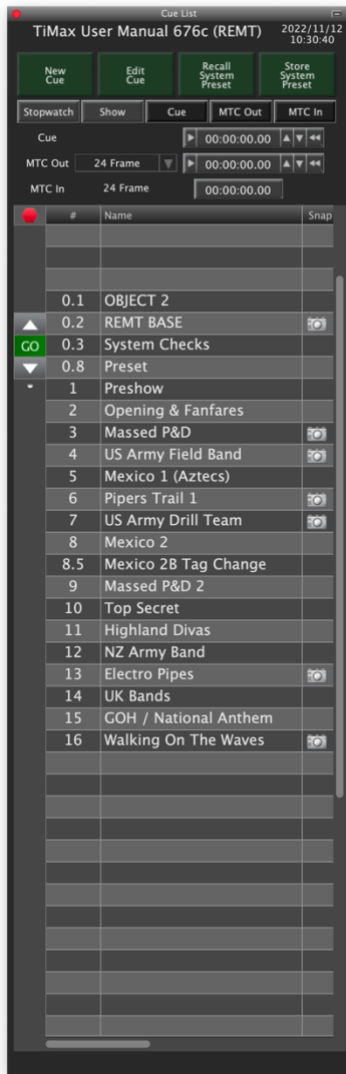 Cue List
TiMax User Manual 676c (REMT) 2022/11/12
10:30:40
New Cue
Edit Cue
Recall System Preset
Store System Preset
Stopwatch Show Cue MTC Out MTC In
Cue 00:00:00.00
MTC Out 24 Frame 00:00:00.00
MTC In 24 Frame 00:00:00.00
# Name Snap
0.1 OBJECT 2
0.2 REMT BASE
GO 0.3 System Checks
0.8 Preset
1 Preshow
2 Opening & Fanfares
3 Massed P&D
4 US Army Field Band
5 Mexico 1 (Aztecs)
6 Pipers Trail 1
7 US Army Drill Team
8 Mexico 2
8.5 Mexico 2B Tag Change
9 Massed P&D 2
10 Top Secret
11 Highland Divas
12 NZ Army Band
13 Electro Pipes
14 UK Bands
15 GOH / National Anthem
16 Walking On The Waves